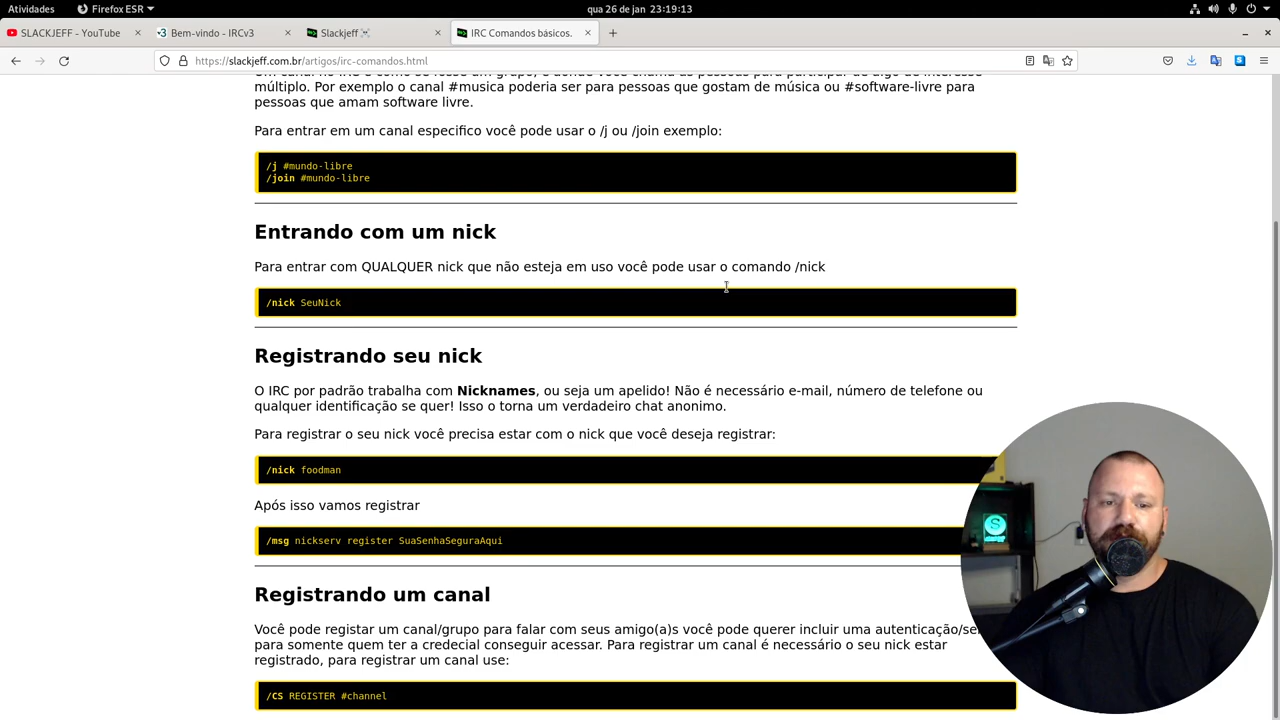 Atividades
Firefox ESR
qua 26 de jan  23:19:13
SLACKJEFF - YouTube
Bem-vindo - IRCv3
Slackjeff
IRC Comandos básicos.
https://slackjeff.com.br/artigos/irc-comandos.html
múltiplo. Por exemplo o canal #musica poderia ser para pessoas que gostam de música ou #software-livre para
pessoas que amam software livre.
Para entrar em um canal especifico você pode usar o /j ou /join exemplo:
/j #mundo-libre
/join #mundo-libre
Entrando com um nick
Para entrar com QUALQUER nick que não esteja em uso você pode usar o comando /nick
/nick SeuNick
Registrando seu nick
O IRC por padrão trabalha com Nicknames, ou seja um apelido! Não é necessário e-mail, número de telefone ou
qualquer identificação se quer! Isso o torna um verdadeiro chat anonimo.
Para registrar o seu nick você precisa estar com o nick que você deseja registrar:
/nick foodman
Após isso vamos registrar
/msg nickserv register SuaSenhaSeguraAqui
Registrando um canal
Você pode registar um canal/grupo para falar com seus amigo(a)s você pode querer incluir uma
para somente quem ter a credecial conseguir acessar. Para registrar um canal é necessário o seu nick estar
registrado, para registrar um canal use:
/CS REGISTER #channel